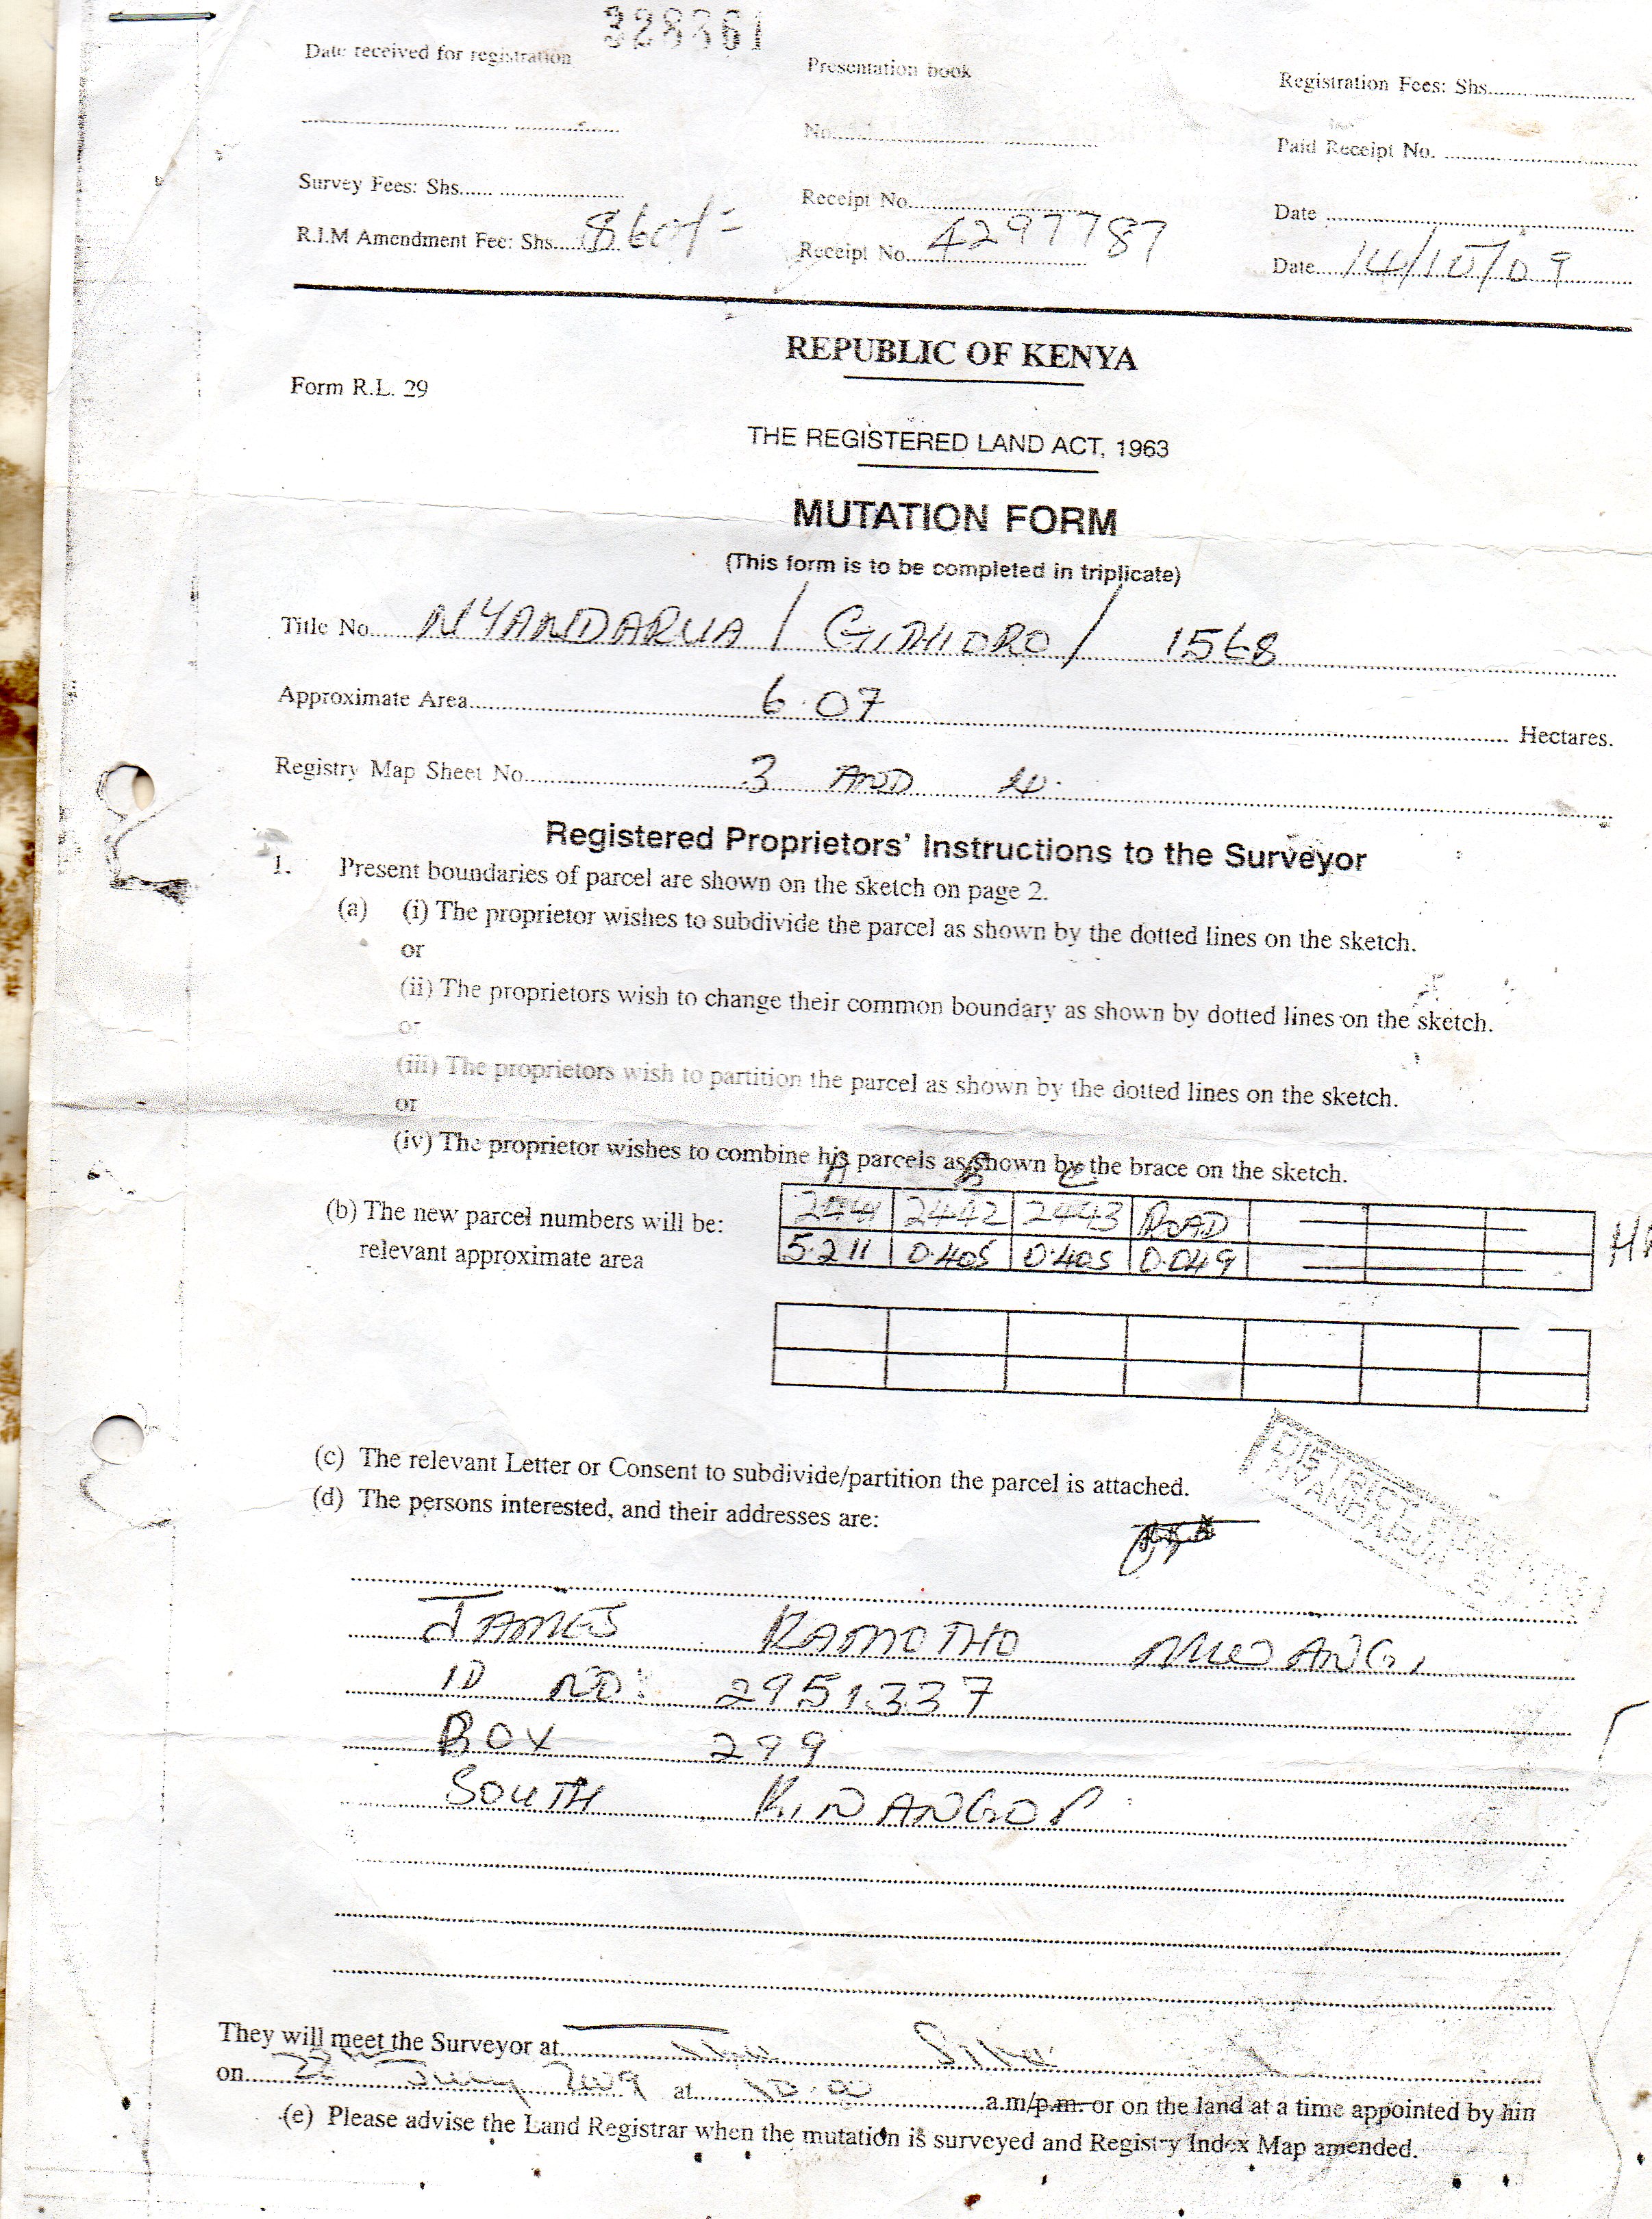 328361
Date received for registration
Presentation book
Registration Fees: Shs
No.
Paid Receipt No.
Survey Fees: Shs
Receipt No.
Date
R.I.M Amendment Fee: Shs 860/=
Receipt No. 4297787
Date 14/10/09
REPUBLIC OF KENYA
Form R.L. 29
THE REGISTERED LAND ACT, 1963
MUTATION FORM
(This form is to be completed in triplicate)
Title No. NYANDARUA / GITHIORO / 1568
Approximate Area 6.07 Hectares.
Registry Map Sheet No. 3 AND 4.
Registered Proprietors' Instructions to the Surveyor
1. Present boundaries of parcel are shown on the sketch on page 2.
(a) (i) The proprietor wishes to subdivide the parcel as shown by the dotted lines on the sketch.
or
(ii) The proprietors wish to change their common boundary as shown by dotted lines on the sketch.
or
(iii) The proprietors wish to partition the parcel as shown by the dotted lines on the sketch.
or
(iv) The proprietor wishes to combine his parcels as shown by the brace on the sketch.
A B C
(b) The new parcel numbers will be: 2441 2442 2443 ROAD
relevant approximate area 5.211 0.405 0.405 0.049
(c) The relevant Letter or Consent to subdivide/partition the parcel is attached.
(d) The persons interested, and their addresses are:
DISTRICT
NYANDARUA
JAMES KAMOTHO MWANGI
ID NO: 2951337
BOX 299
SOUTH KINANGOP
They will meet the Surveyor at The Site
on 22nd July 2009 at 10.00 a.m/p.m. or on the land at a time appointed by him
(e) Please advise the Land Registrar when the mutation is surveyed and Registry Index Map amended.